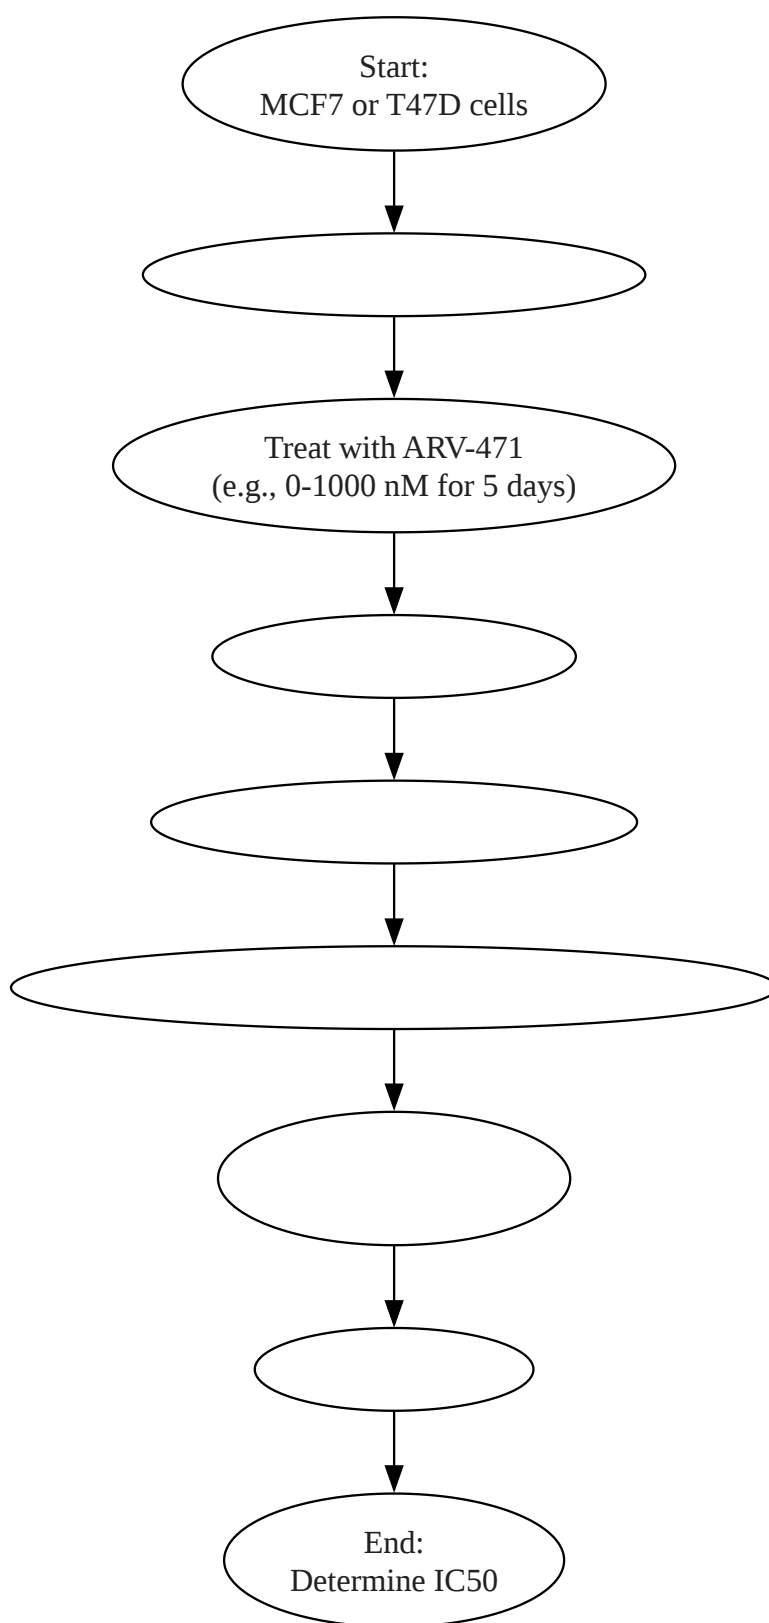 Start:
MCF7 or T47D cells
Treat with ARV-471
(e.g., 0-1000 nM for 5 days)
End:
Determine IC50